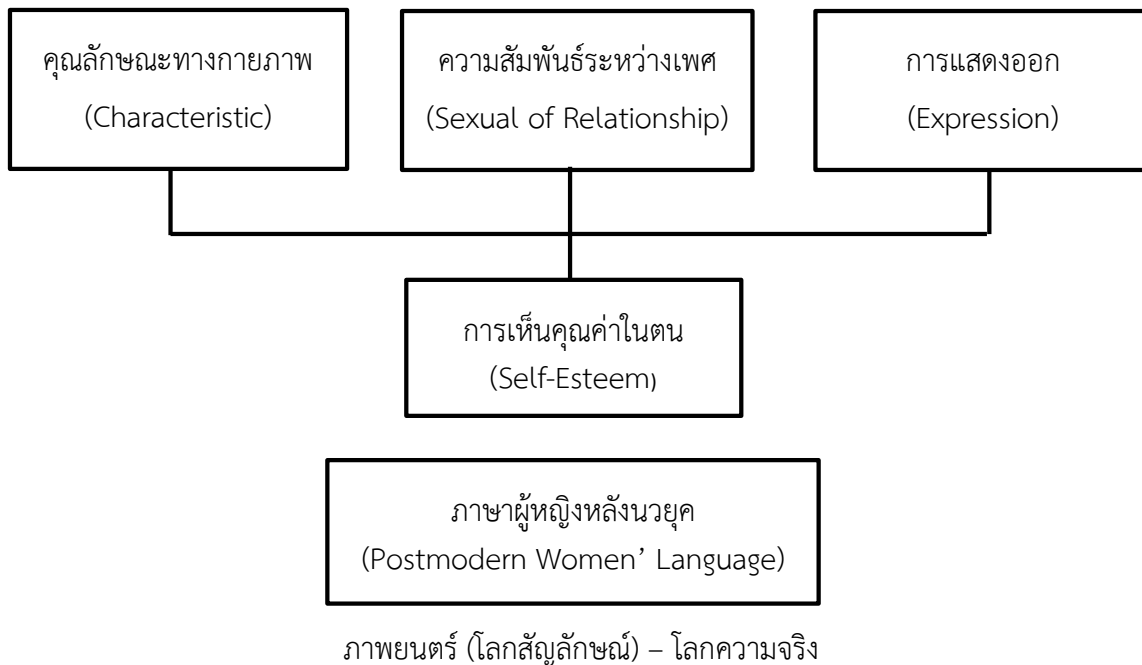 คุณลักษณะทางกายภาพ
(Characteristic)
ความสัมพันธ์ระหว่างเพศ
(Sexual of Relationship)
การแสดงออก
(Expression)
การเห็นคุณค่าในตน
(Self-Esteem)
ภาษาผู้หญิงหลังนวยุค
(Postmodern Women’ Language)
ภาพยนตร์ (โลกสัญลักษณ์) – โลกความจริง